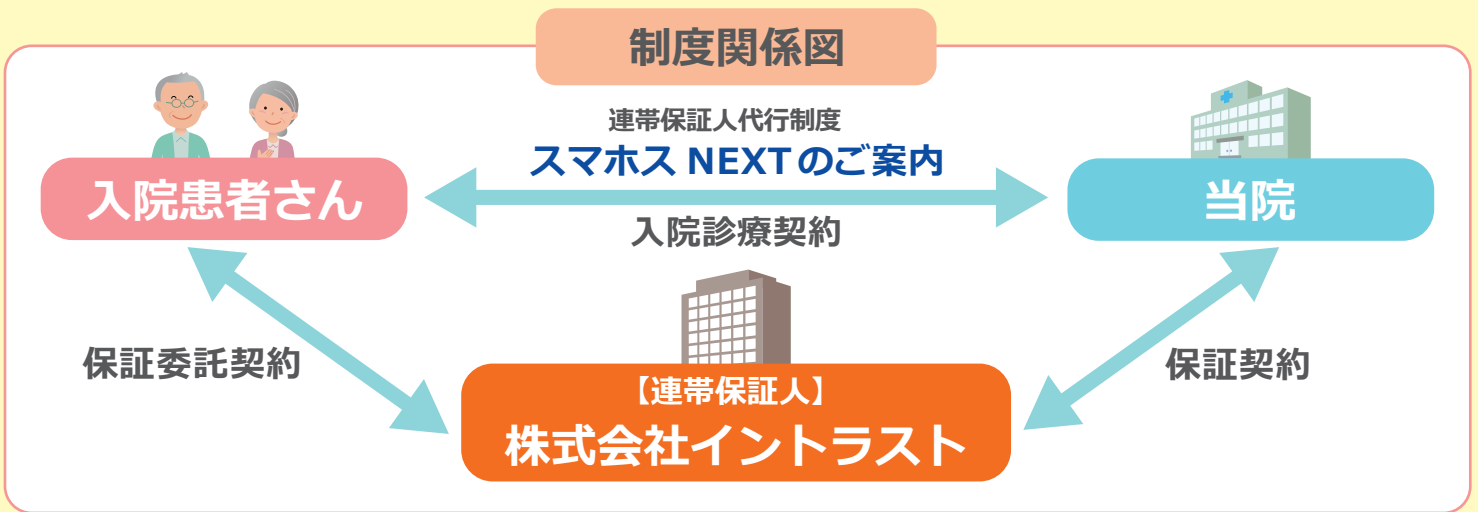 制度関係図
連帯保証人代行制度
スマホス NEXTのご案内
入院患者さん
当院
入院診療契約
保証委託契約
保証契約
【連帯保証人】
株式会社イントラスト